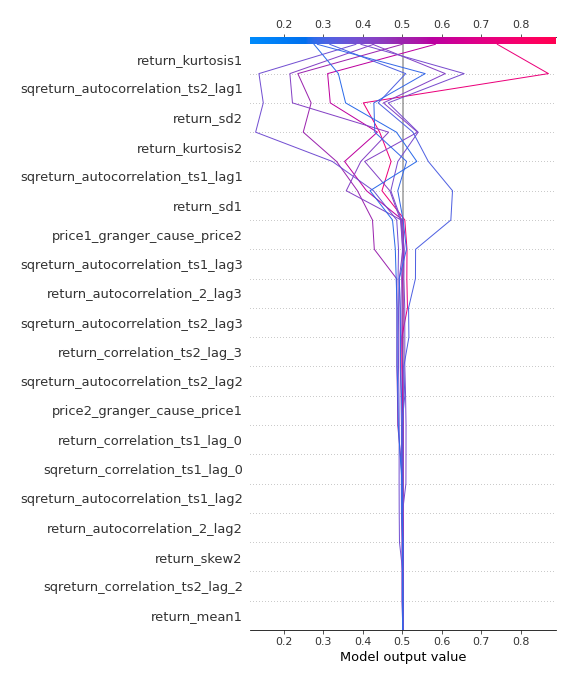 0.2 0.3 0.4 0.5 0.6 0.7 0.8
return_kurtosis1
sqreturn_autocorrelation_ts2_lag1
return_sd2
return_kurtosis2
sqreturn_autocorrelation_ts1_lag1
return_sd1
price1_granger_cause_price2
sqreturn_autocorrelation_ts1_lag3
return_autocorrelation_2_lag3
sqreturn_autocorrelation_ts2_lag3
return_correlation_ts2_lag_3
sqreturn_autocorrelation_ts2_lag2
price2_granger_cause_price1
return_correlation_ts1_lag_0
sqreturn_correlation_ts1_lag_0
sqreturn_autocorrelation_ts1_lag2
return_autocorrelation_2_lag2
return_skew2
sqreturn_correlation_ts2_lag_2
return_mean1
0.2 0.3 0.4 0.5 0.6 0.7 0.8
Model output value